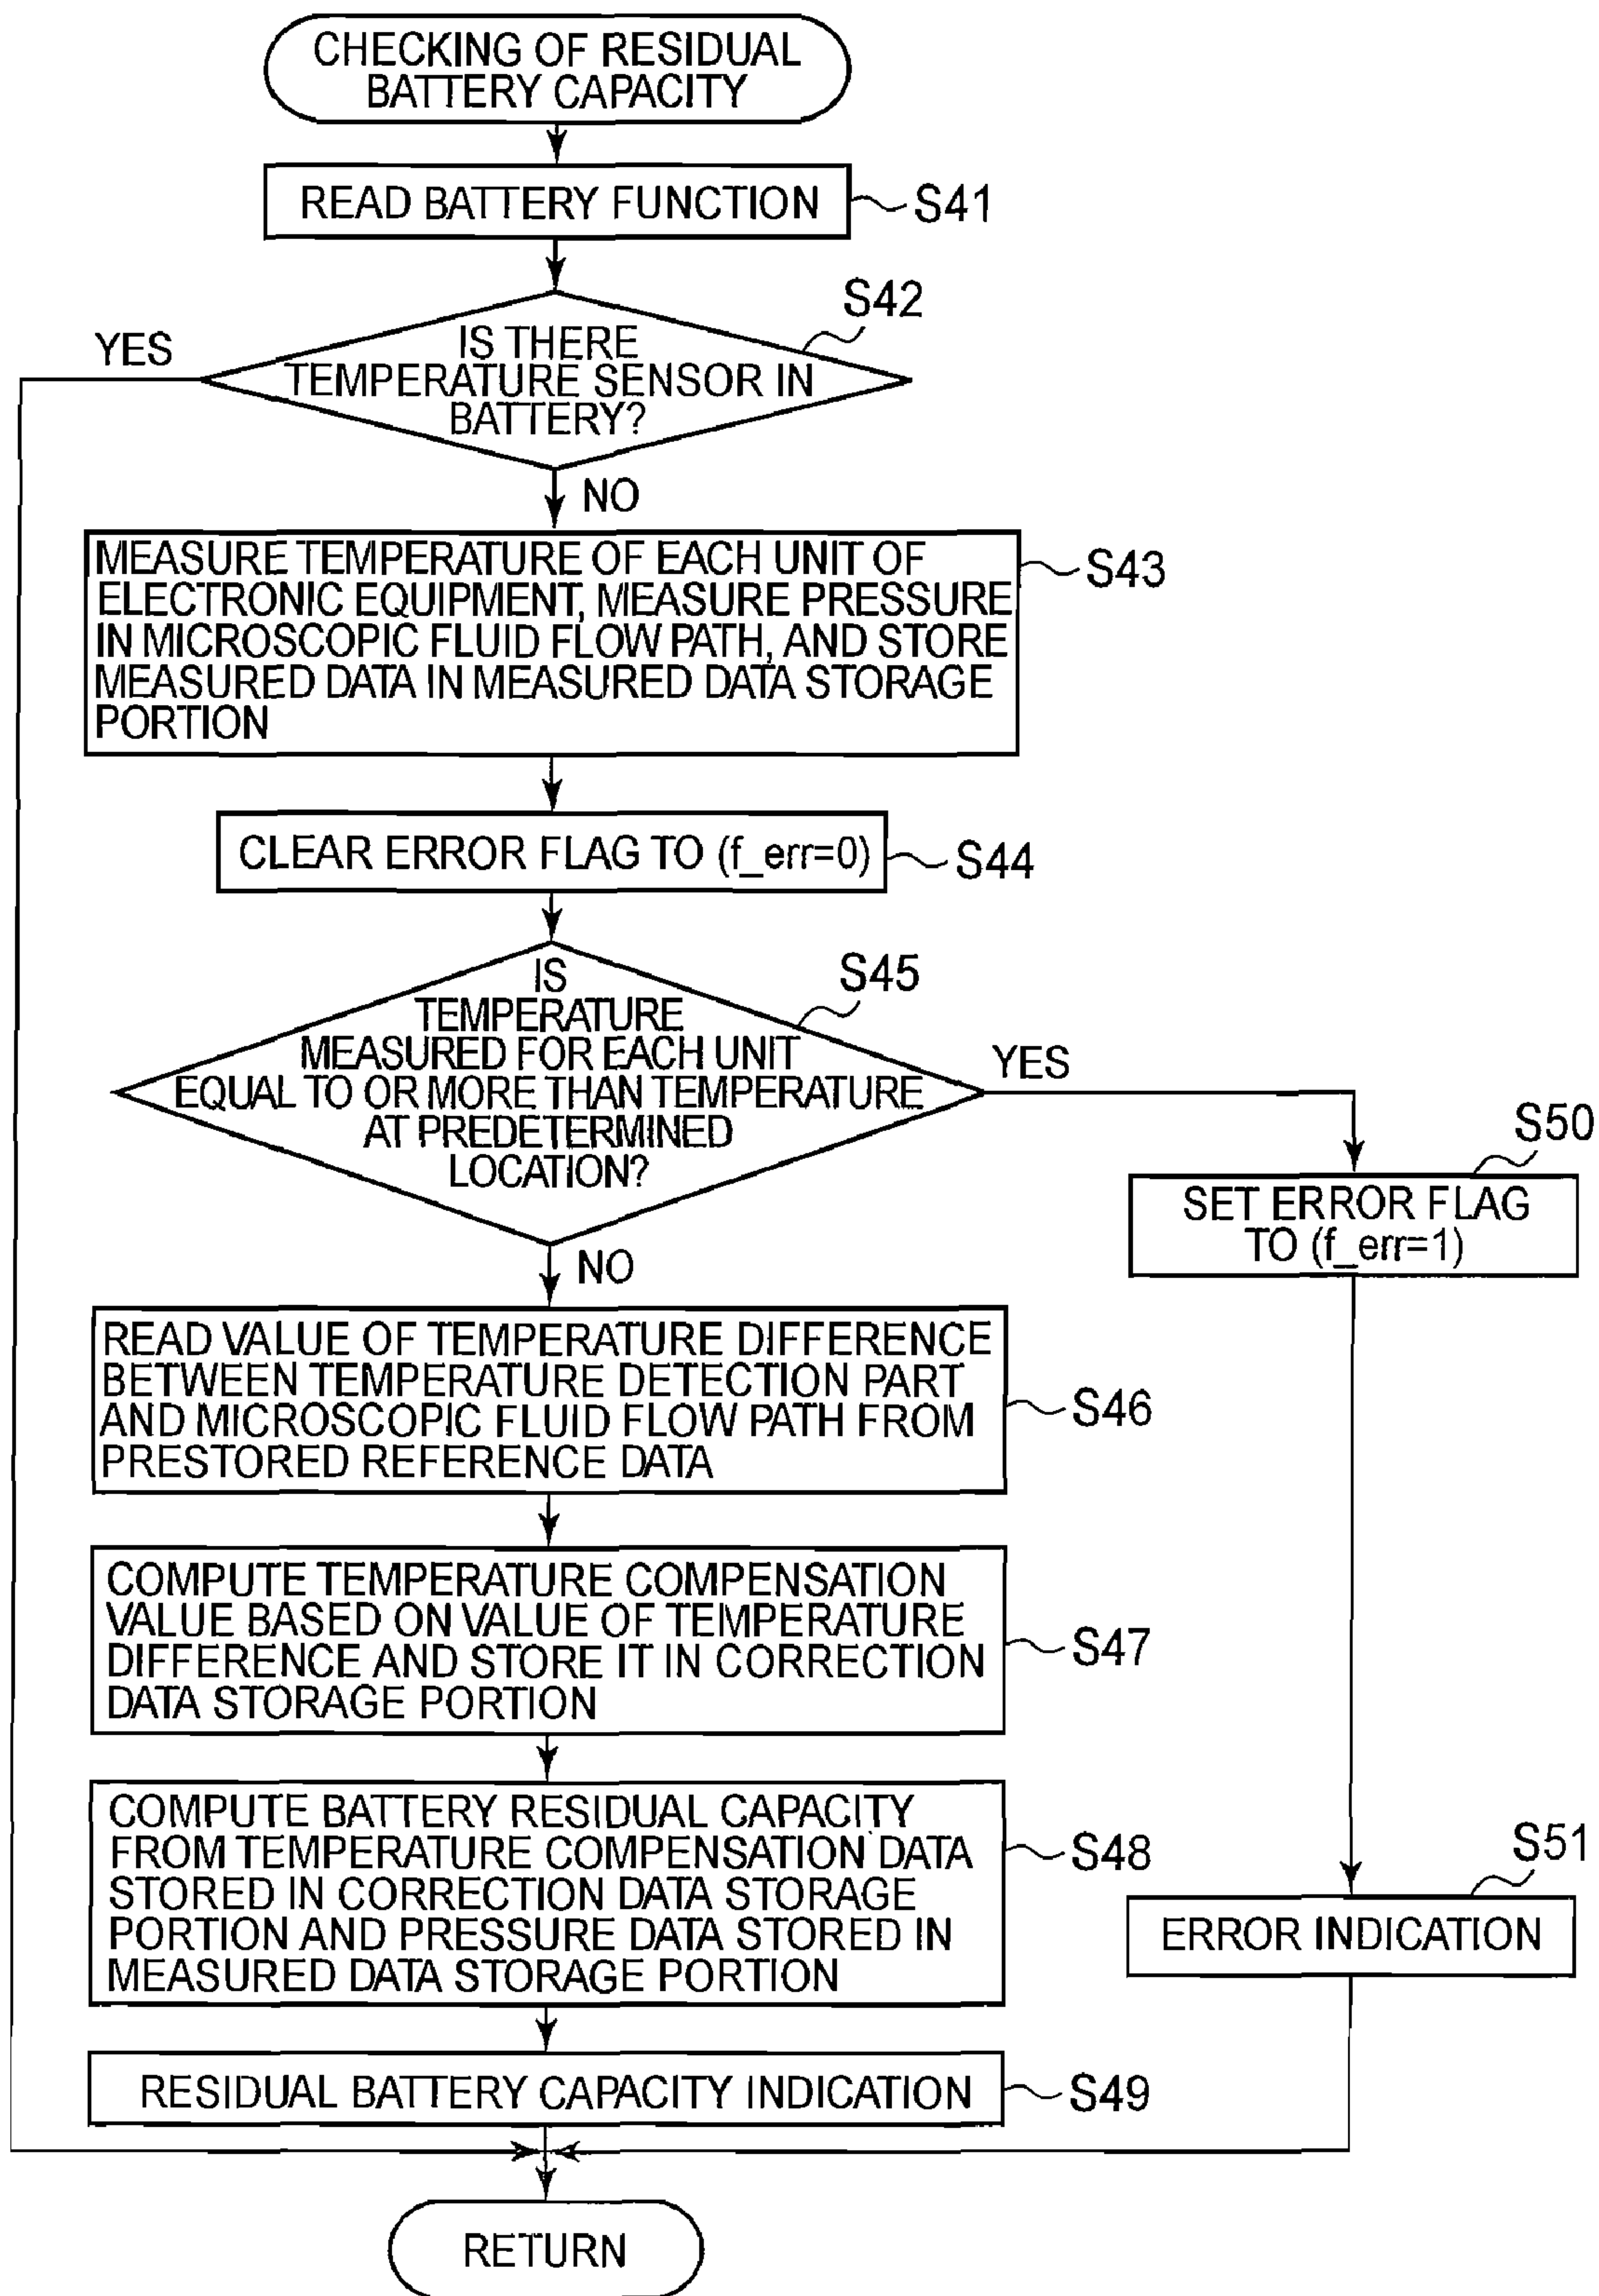 CHECKING OF RESIDUAL
BATTERY CAPACITY
READ BATTERY FUNCTION
S41
S42
YES
IS THERE
TEMPERATURE SENSOR IN
BATTERY?
NO
MEASURE TEMPERATURE OF EACH UNIT OF
ELECTRONIC EQUIPMENT, MEASURE PRESSURE
IN MICROSCOPIC FLUID FLOW PATH, AND STORE
MEASURED DATA IN MEASURED DATA STORAGE
PORTION
S43
CLEAR ERROR FLAG TO (f_err=0)
S44
S45
IS
TEMPERATURE
MEASURED FOR EACH UNIT
EQUAL TO OR MORE THAN TEMPERATURE
AT PREDETERMINED
LOCATION?
YES
S50
SET ERROR FLAG
TO (f_err=1)
NO
READ VALUE OF TEMPERATURE DIFFERENCE
BETWEEN TEMPERATURE DETECTION PART
AND MICROSCOPIC FLUID FLOW PATH FROM
PRESTORED REFERENCE DATA
S46
COMPUTE TEMPERATURE COMPENSATION
VALUE BASED ON VALUE OF TEMPERATURE
DIFFERENCE AND STORE IT IN CORRECTION
DATA STORAGE PORTION
S47
COMPUTE BATTERY RESIDUAL CAPACITY
FROM TEMPERATURE COMPENSATION DATA
STORED IN CORRECTION DATA STORAGE
PORTION AND PRESSURE DATA STORED IN
MEASURED DATA STORAGE PORTION
S48
S51
ERROR INDICATION
RESIDUAL BATTERY CAPACITY INDICATION
S49
RETURN